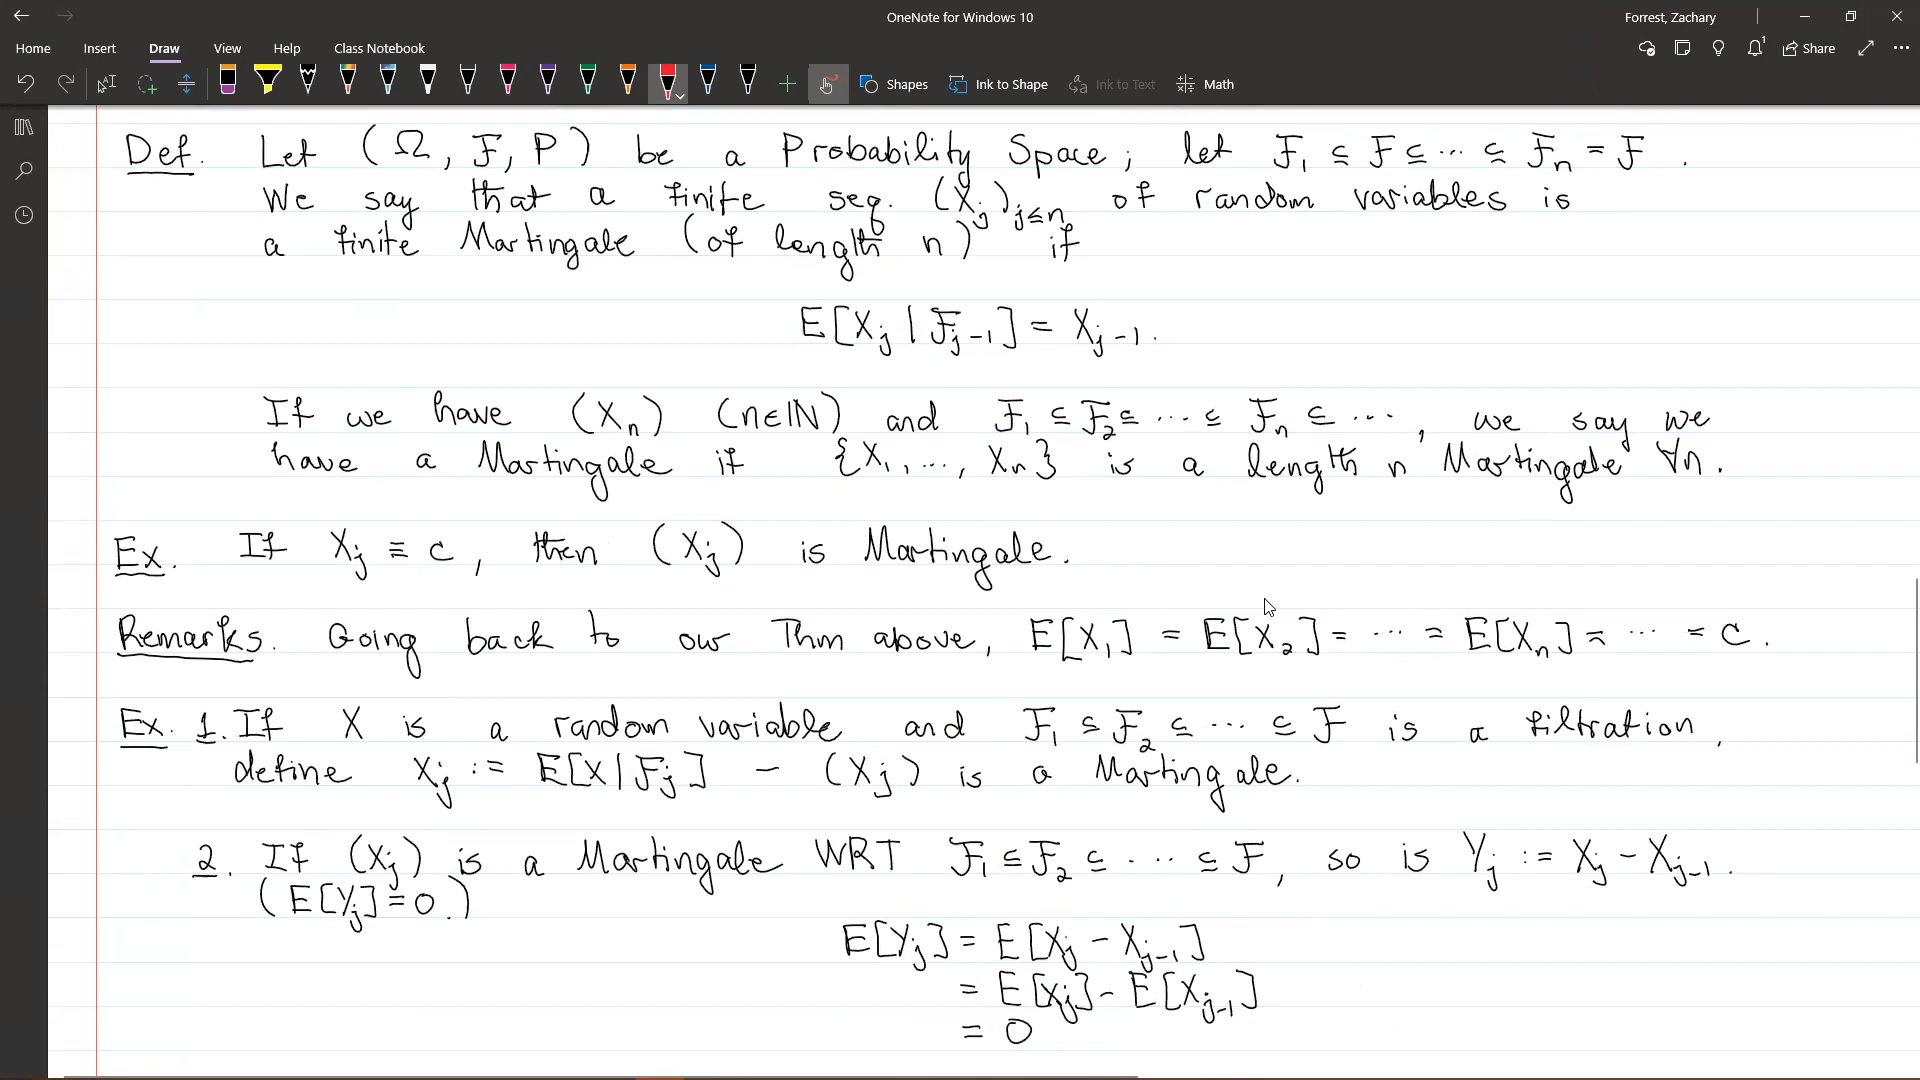 OneNote for Windows 10
Forrest, Zachary
Home Insert Draw View Help Class Notebook
1 Share
Shapes Ink to Shape Ink to Text Math
Def. Let (Ω, F, P) be a Probability Space; let F₁ ⊆ F ⊆ ··· ⊆ Fₙ = F.
We say that a finite seq. (Xⱼ)ⱼ≤ₙ of random variables is
a finite Martingale (of length n) if
E[Xⱼ | Fⱼ₋₁] = Xⱼ₋₁.
If we have (Xₙ) (n∈ℕ) and F₁ ⊆ F₂ ⊆ ··· ⊆ Fₙ ⊆ ···, we say we
have a Martingale if {X₁, ..., Xₙ} is a length n Martingale ∀n.
Ex. If Xⱼ ≡ c, then (Xⱼ) is Martingale.
Remarks. Going back to our Thm above, E[X₁] = E[X₂] = ··· = E[Xₙ] = ··· = c.
Ex. 1. If X is a random variable and F₁ ⊆ F₂ ⊆ ··· ⊆ F is a filtration,
define Xⱼ := E[X|Fⱼ] - (Xⱼ) is a Martingale.
2. If (Xⱼ) is a Martingale WRT F₁ ⊆ F₂ ⊆ ··· ⊆ F, so is Yⱼ := Xⱼ - Xⱼ₋₁.
(E[Yⱼ] = 0.)
E[Yⱼ] = E[Xⱼ - Xⱼ₋₁]
= E[Xⱼ] - E[Xⱼ₋₁]
= 0